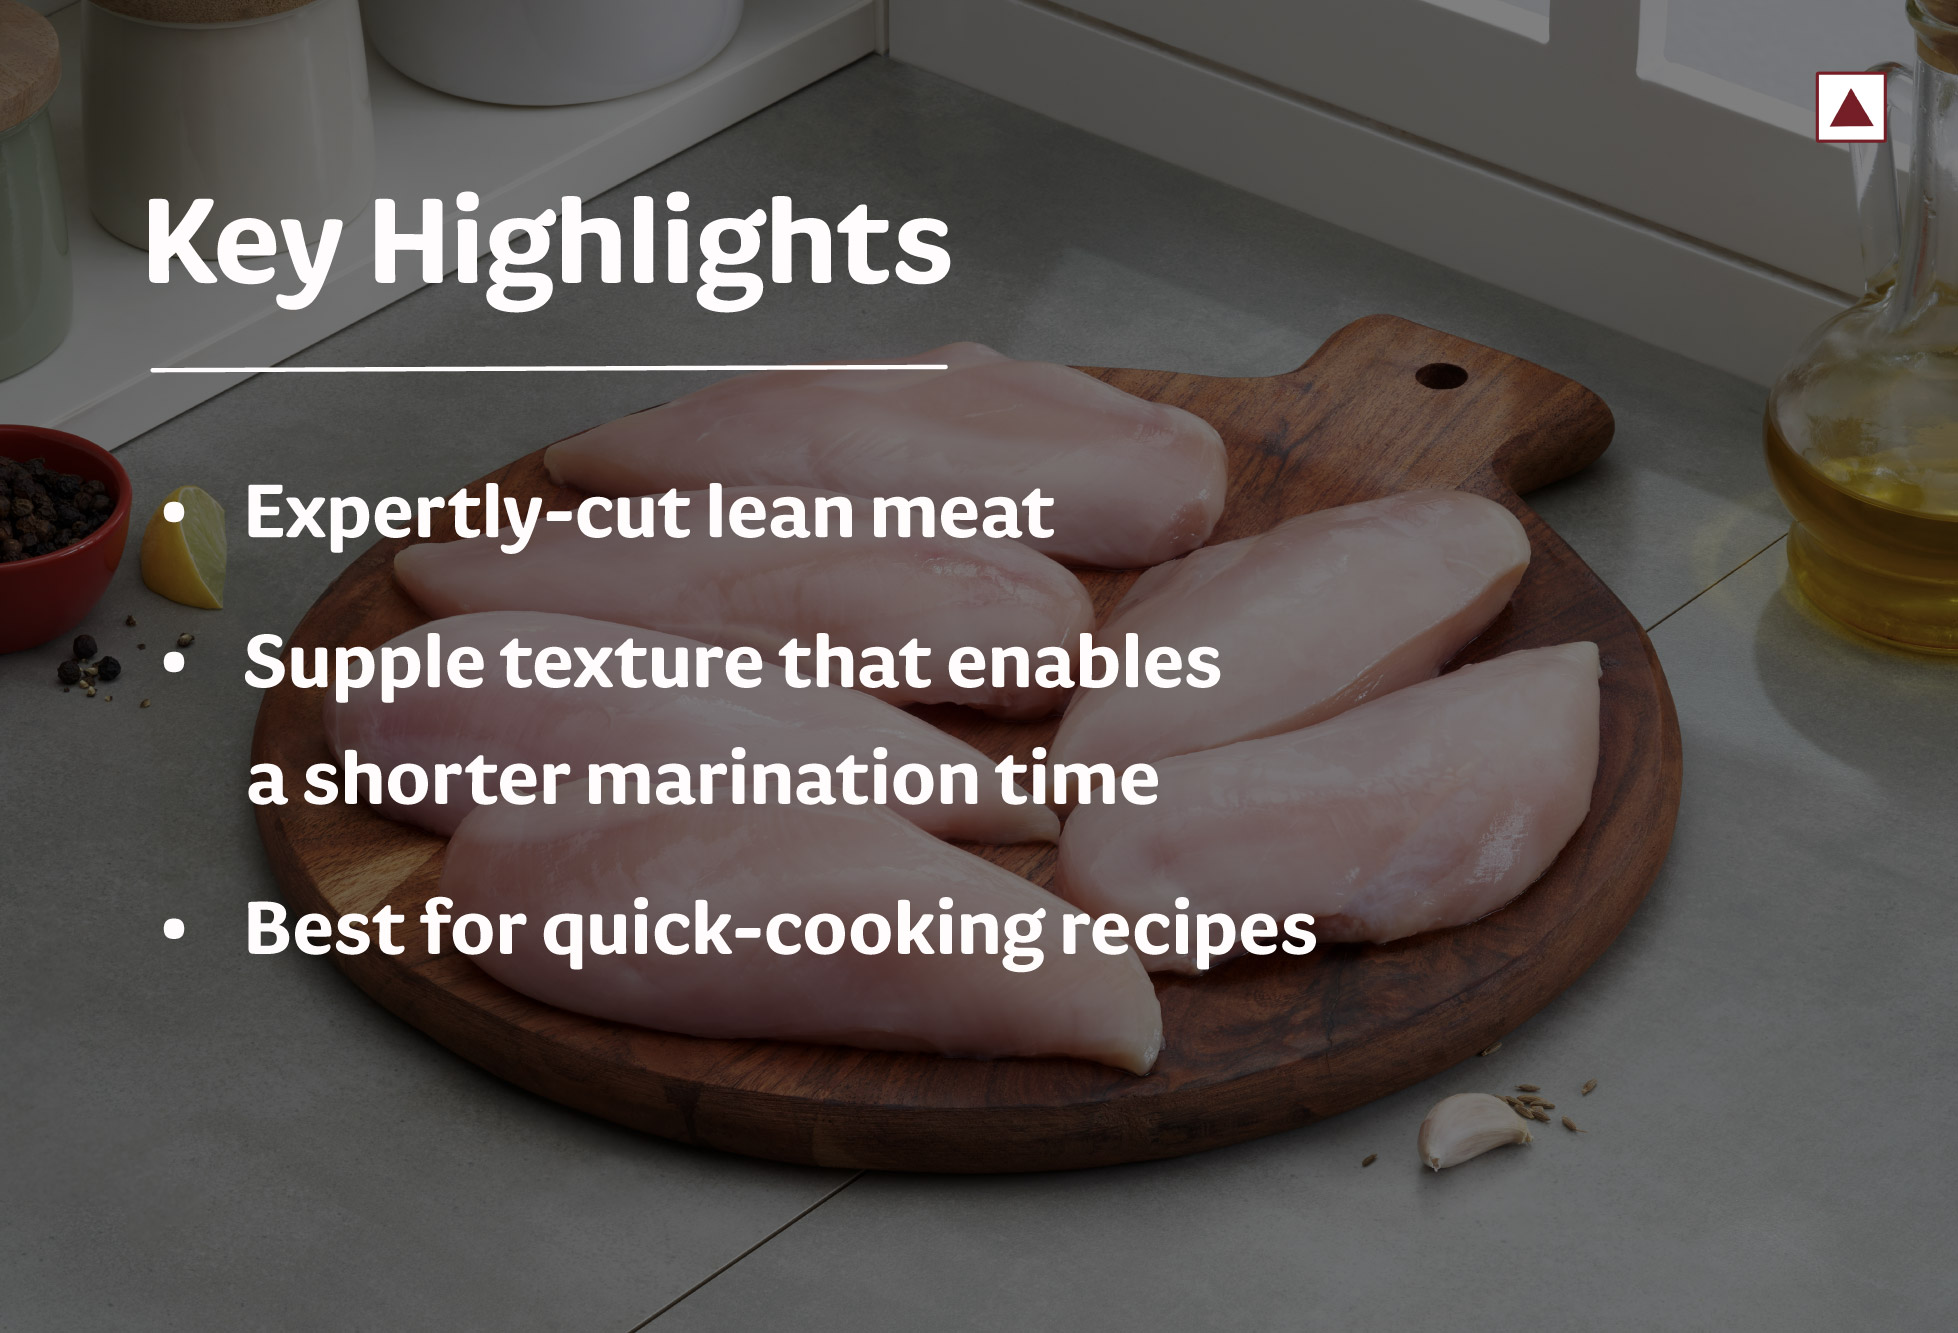 Key Highlights
• Expertly-cut lean meat
• Supple texture that enables
a shorter marination time
• Best for quick-cooking recipes